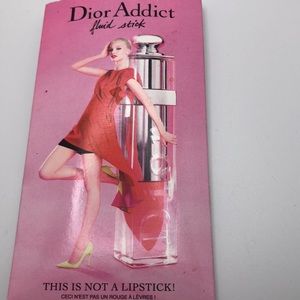 Dior Addict
fluid stick
THIS IS NOT A LIPSTICK!
CECI N'EST PAS UN ROUGE À LÈVRES !